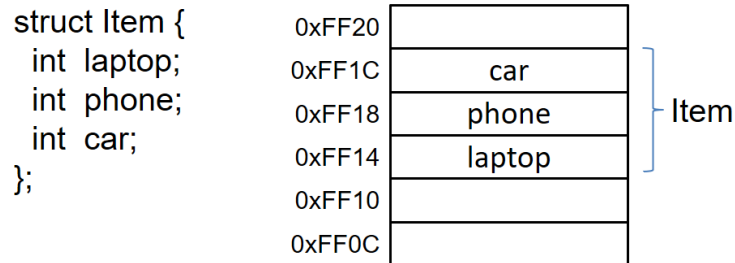 struct Item {
int laptop;
int phone;
int car;
};
0xFF20
0xFF1C car
0xFF18 phone
0xFF14 laptop
0xFF10
0xFF0C
Item